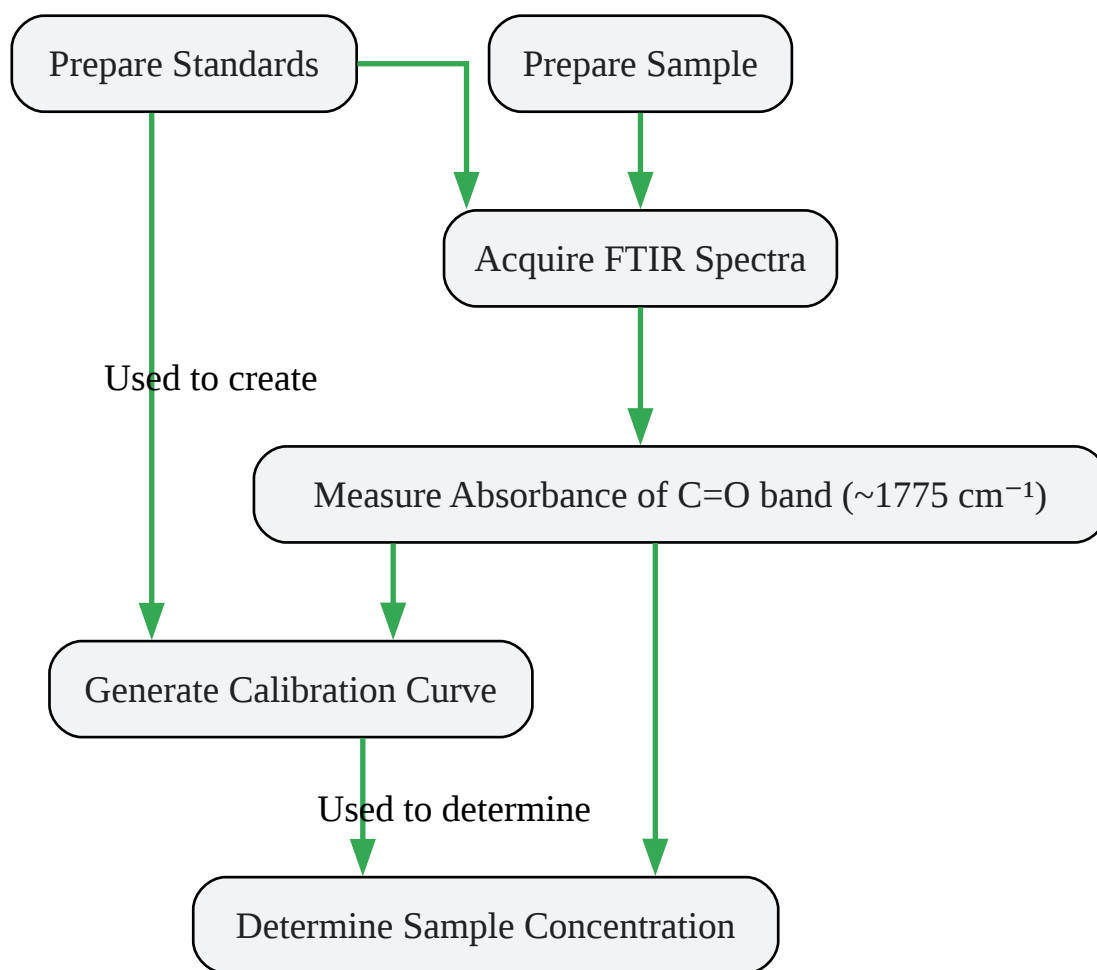 Prepare Standards
Prepare Sample
Acquire FTIR Spectra
Used to create
Measure Absorbance of C=O band (~1775 cm⁻¹)
Generate Calibration Curve
Used to determine
Determine Sample Concentration